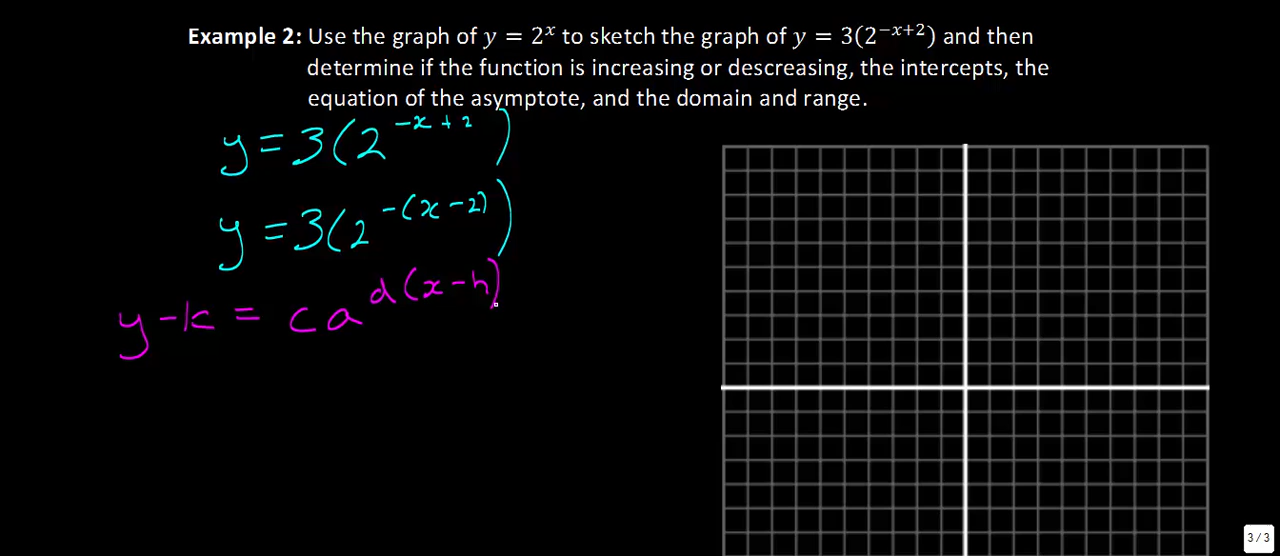 Example 2: Use the graph of y = 2ˣ to sketch the graph of y = 3(2⁻ˣ⁺²) and then
determine if the function is increasing or descreasing, the intercepts, the
equation of the asymptote, and the domain and range.
y = 3(2^{-x+2})
y = 3(2^{-(x-2)})
y - k = ca^{d(x-h)}
3 / 3